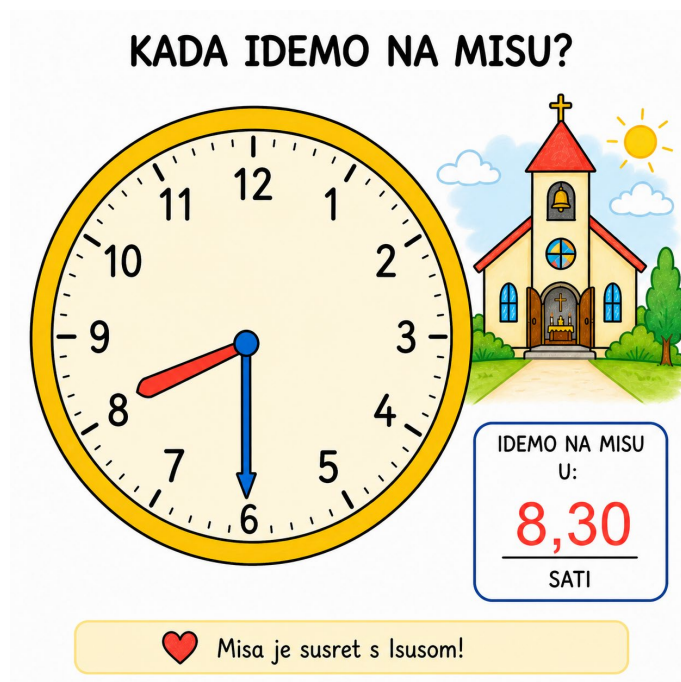 KADA IDEMO NA MISU?
12
11
1
10
2
9
3
8
4
7
5
6
IDEMO NA MISU
U:
8,30
SATI
Misa je susret s Isusom!